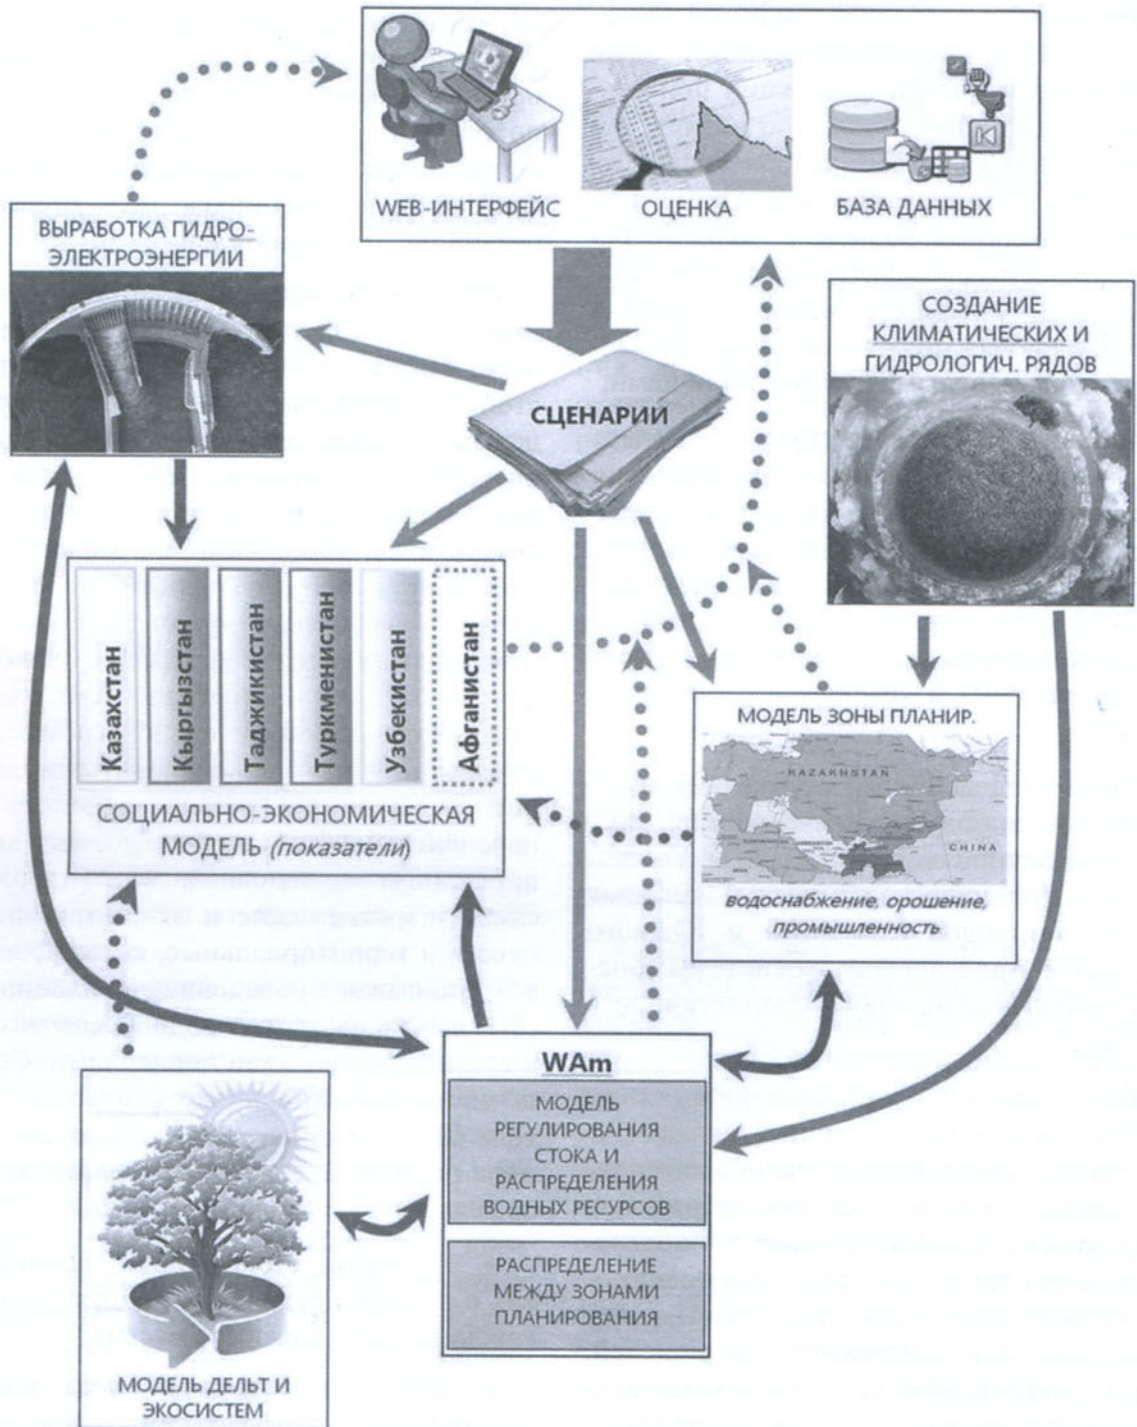 WEB-ИНТЕРФЕЙС
ОЦЕНКА
БАЗА ДАННЫХ
ВЫРАБОТКА ГИДРО-
ЭЛЕКТРОЭНЕРГИИ
СОЗДАНИЕ
КЛИМАТИЧЕСКИХ И
ГИДРОЛОГИЧ. РЯДОВ
СЦЕНАРИИ
Казахстан
Кыргызстан
Таджикистан
Туркменистан
Узбекистан
Афганистан
СОЦИАЛЬНО-ЭКОНОМИЧЕСКАЯ
МОДЕЛЬ (показатели)
МОДЕЛЬ ЗОНЫ ПЛАНИР.
KAZAKHSTAN
CHINA
водоснабжение, орошение,
промышленность
WAm
МОДЕЛЬ
РЕГУЛИРОВАНИЯ
СТОКА И
РАСПРЕДЕЛЕНИЯ
ВОДНЫХ РЕСУРСОВ
РАСПРЕДЕЛЕНИЕ
МЕЖДУ ЗОНАМИ
ПЛАНИРОВАНИЯ
МОДЕЛЬ ДЕЛЬТ И
ЭКОСИСТЕМ